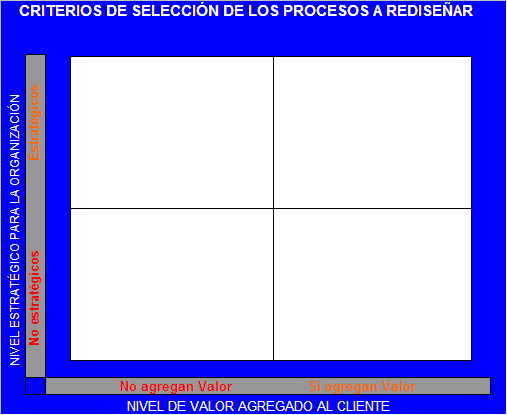 CRITERIOS DE SELECCIÓN DE LOS PROCESOS A REDISEÑAR
NIVEL ESTRATÉGICO PARA LA ORGANIZACIÓN
Estratégicos
No estratégicos
No agregan Valor
Si agregan Valor
NIVEL DE VALOR AGREGADO AL CLIENTE